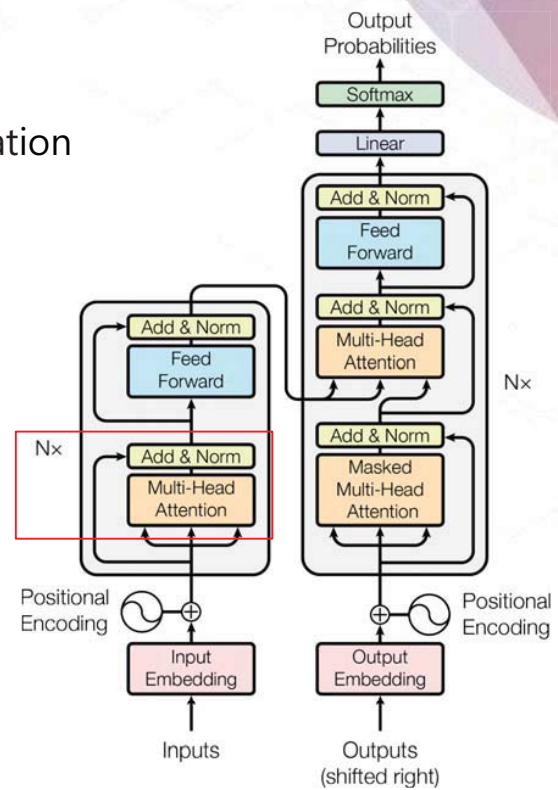 Output
Probabilities
Softmax
Linear
Add & Norm
Feed
Forward
Add & Norm
Multi-Head
Attention
Nx
Add & Norm
Masked
Multi-Head
Attention
Positional
Encoding
Output
Embedding
Outputs
(shifted right)
Add & Norm
Feed
Forward
Nx
Add & Norm
Multi-Head
Attention
Positional
Encoding
Input
Embedding
Inputs